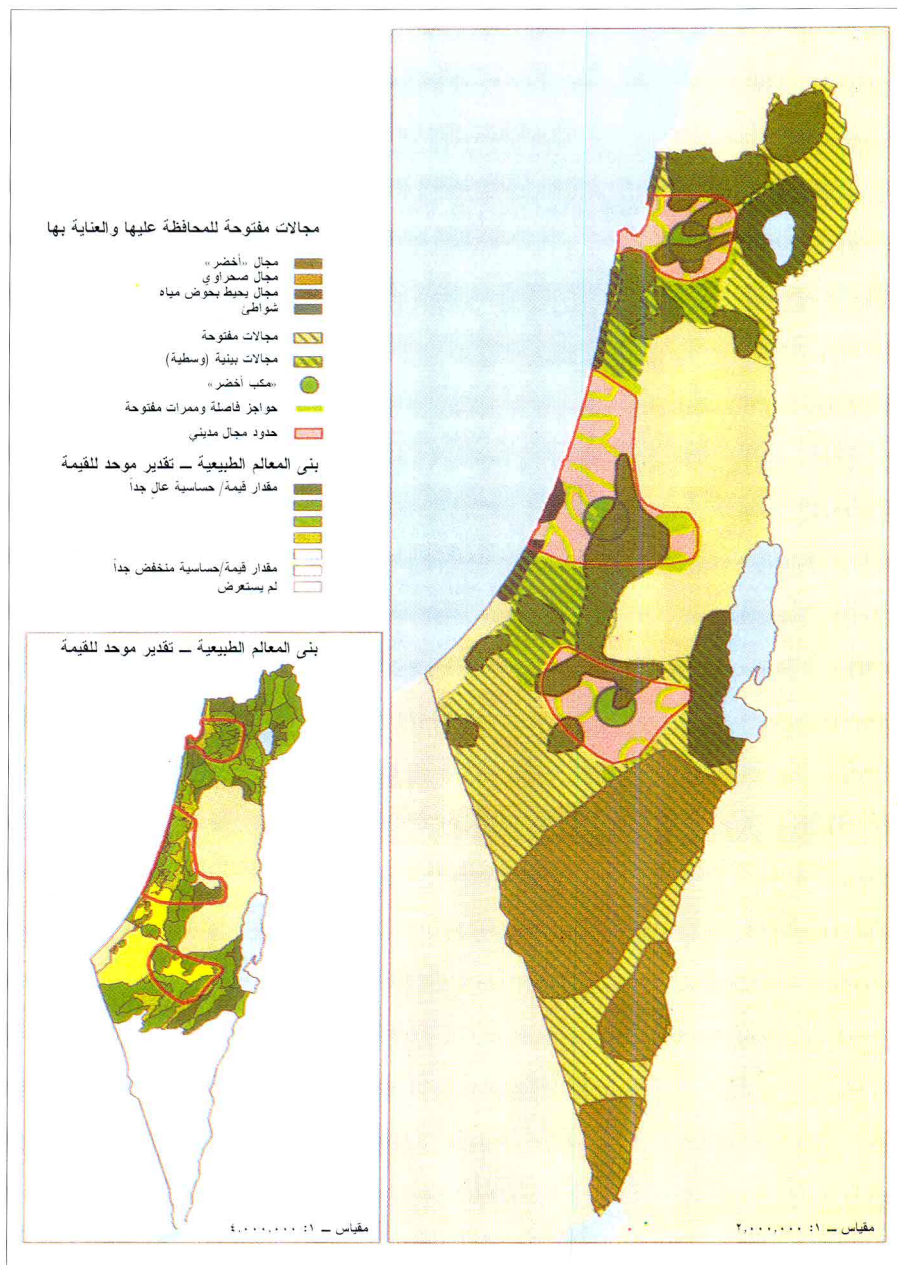 مجالات مفتوحة للمحافظة عليها والعناية بها
مجال «أخضر»
مجال صحراوي
مجال يحيط بحوض مياه
شواطئ
مجالات مفتوحة
مجالات بينية (وسطية)
«مكب أخضر»
حواجز فاصلة وممرات مفتوحة
حدود مجال مديني
بنى المعالم الطبيعية ــ تقدير موحد للقيمة
مقدار قيمة/ حساسية عالٍ جداً
مقدار قيمة/حساسية منخفض جداً
لم يستعرض
بنى المعالم الطبيعية ــ تقدير موحد للقيمة
مقياس ــ ١: ٤,٠٠٠,٠٠٠
مقياس ــ ١: ٢,٠٠٠,٠٠٠